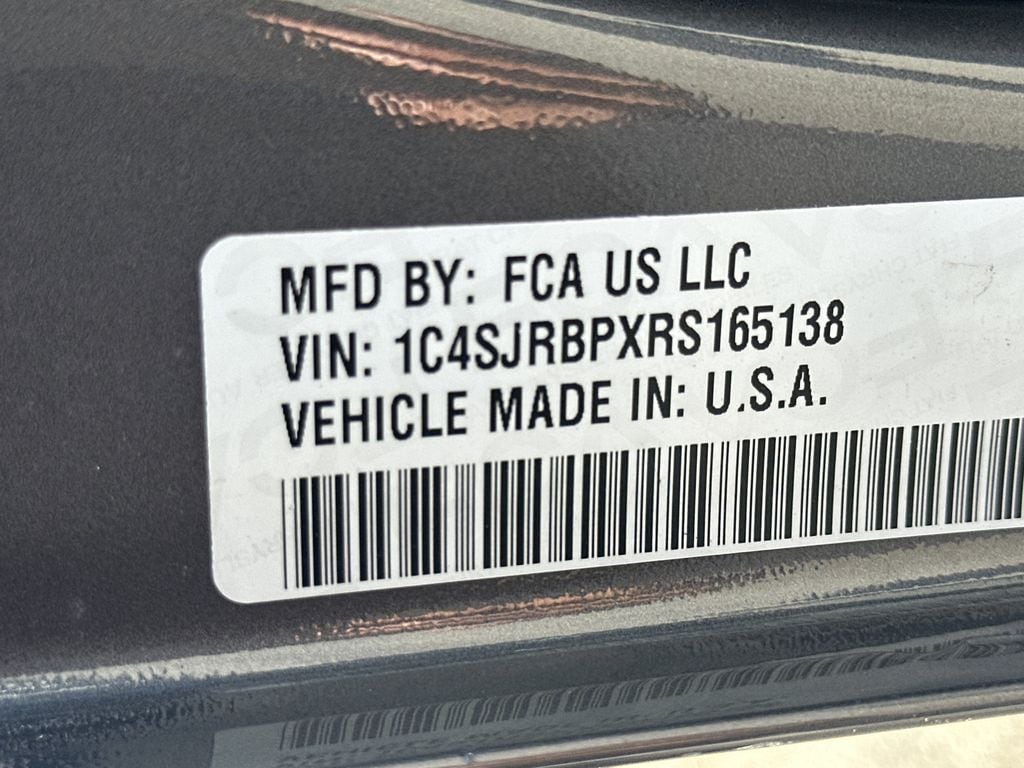 MFD BY: FCA US LLC
VIN: 1C4SJRBPXRS165138
VEHICLE MADE IN: U.S.A.